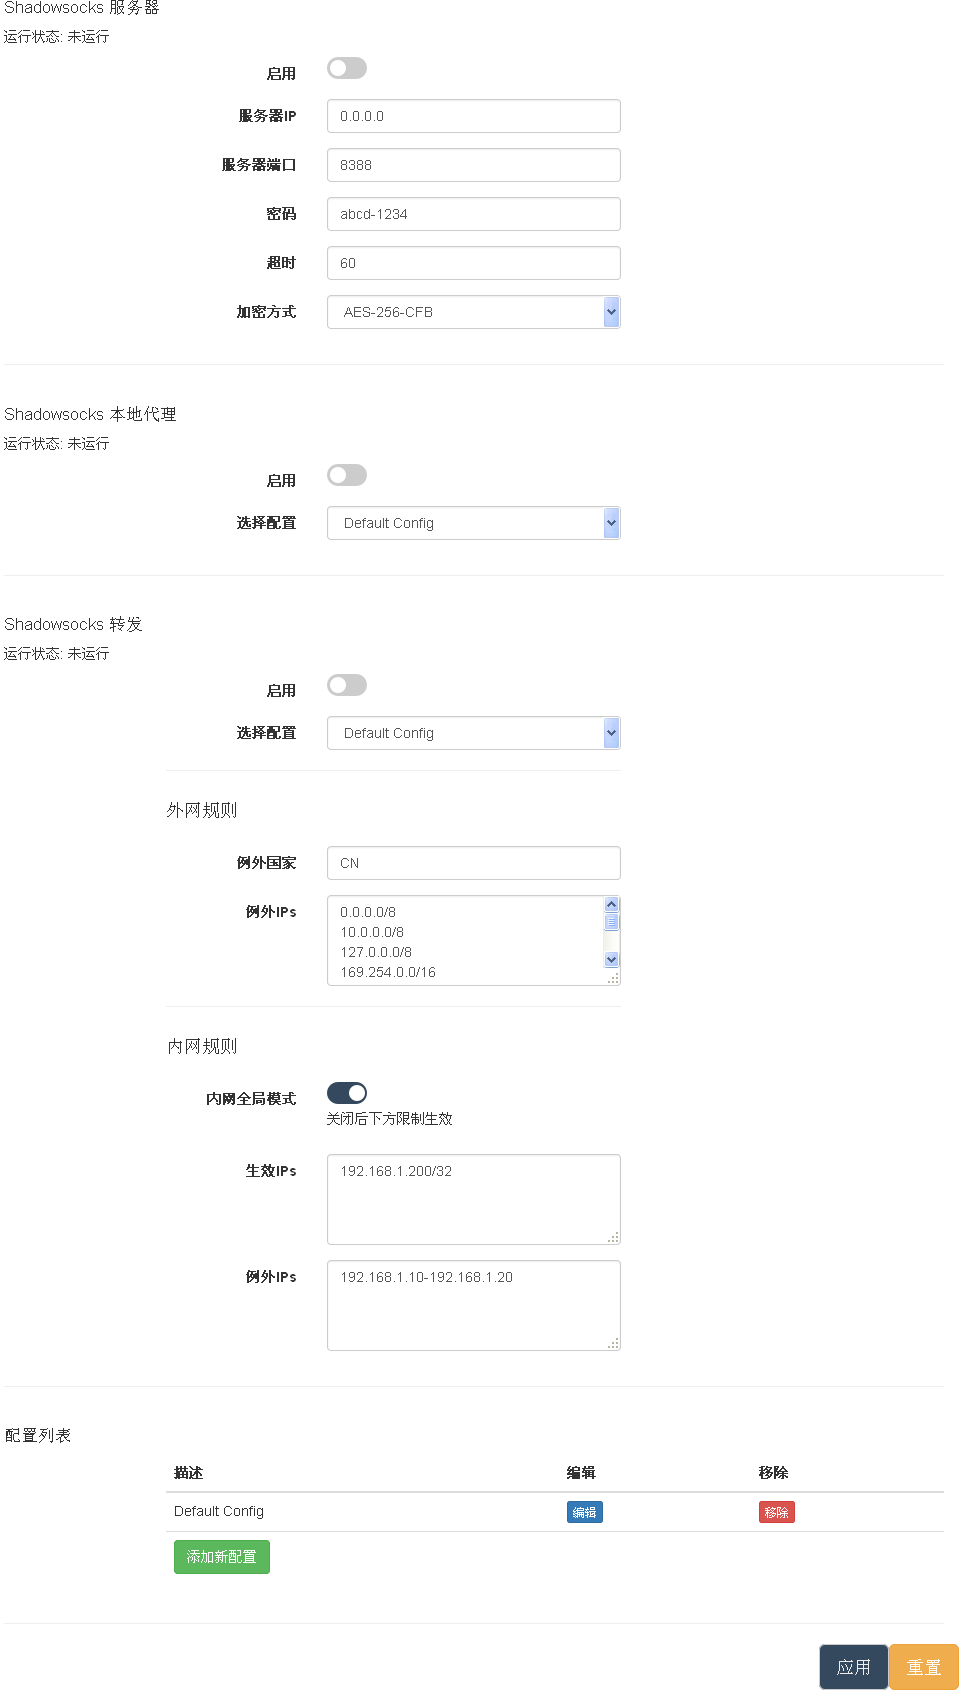 Shadowsocks 服务器
运行状态: 未运行
启用
服务器IP 0.0.0.0
服务器端口 8388
密码 abcd-1234
超时 60
加密方式 AES-256-CFB
Shadowsocks 本地代理
运行状态: 未运行
启用
选择配置 Default Config
Shadowsocks 转发
运行状态: 未运行
启用
选择配置 Default Config
外网规则
例外国家 CN
例外IPs 0.0.0.0/8
10.0.0.0/8
127.0.0.0/8
169.254.0.0/16
内网规则
内网全局模式
关闭后下方限制生效
生效IPs 192.168.1.200/32
例外IPs 192.168.1.10-192.168.1.20
配置列表
描述 编辑 移除
Default Config 编辑 移除
添加新配置
应用 重置